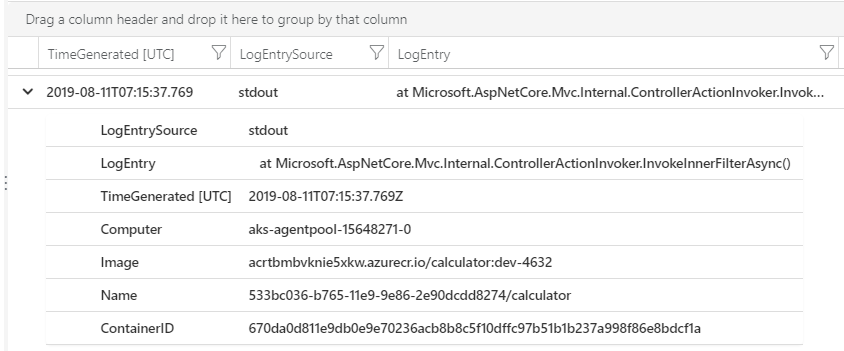 Drag a column header and drop it here to group by that column
TimeGenerated [UTC] LogEntrySource LogEntry
2019-08-11T07:15:37.769 stdout at Microsoft.AspNetCore.Mvc.Internal.ControllerActionInvoker.Invok...
LogEntrySource stdout
LogEntry at Microsoft.AspNetCore.Mvc.Internal.ControllerActionInvoker.InvokeInnerFilterAsync()
TimeGenerated [UTC] 2019-08-11T07:15:37.769Z
Computer aks-agentpool-15648271-0
Image acrtbmbvknie5xkw.azurecr.io/calculator:dev-4632
Name 533bc036-b765-11e9-9e86-2e90dcdd8274/calculator
ContainerID 670da0d811e9db0e9e70236acb8b8c5f10dffc97b51b1b237a998f86e8bdcf1a